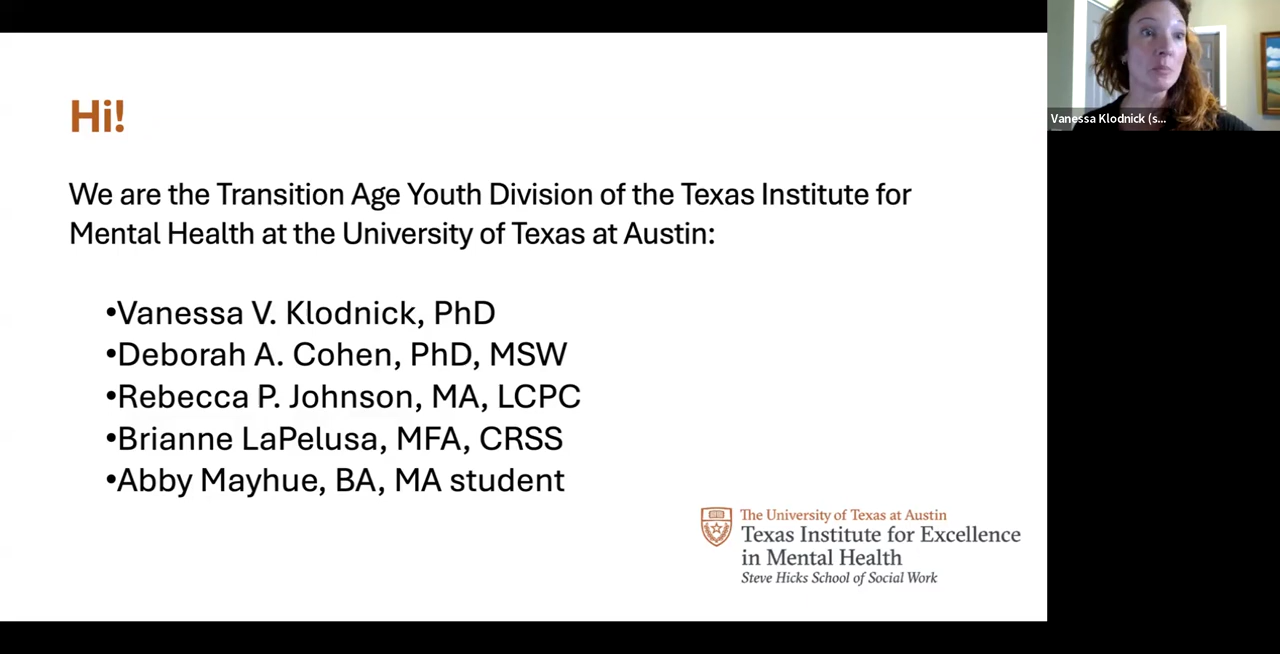 Hi!
We are the Transition Age Youth Division of the Texas Institute for
Mental Health at the University of Texas at Austin:
•Vanessa V. Klodnick, PhD
•Deborah A. Cohen, PhD, MSW
•Rebecca P. Johnson, MA, LCPC
•Brianne LaPelusa, MFA, CRSS
•Abby Mayhue, BA, MA student
The University of Texas at Austin
Texas Institute for Excellence
in Mental Health
Steve Hicks School of Social Work
Vanessa Klodnick (s...